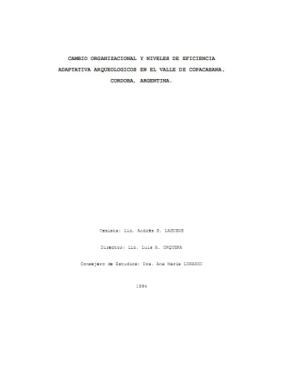 CAMBIO ORGANIZACIONAL Y NIVELES DE EFICIENCIA
ADAPTATIVA ARQUEOLOGICOS EN EL VALLE DE COPACABANA,
CORDOBA, ARGENTINA.
Tesista: Lic. Andrés D. LAGUENS
Director: Lic. Luis A. ORQUERA
Consejero de Estudios: Dra. Ana María LORANDI
1994